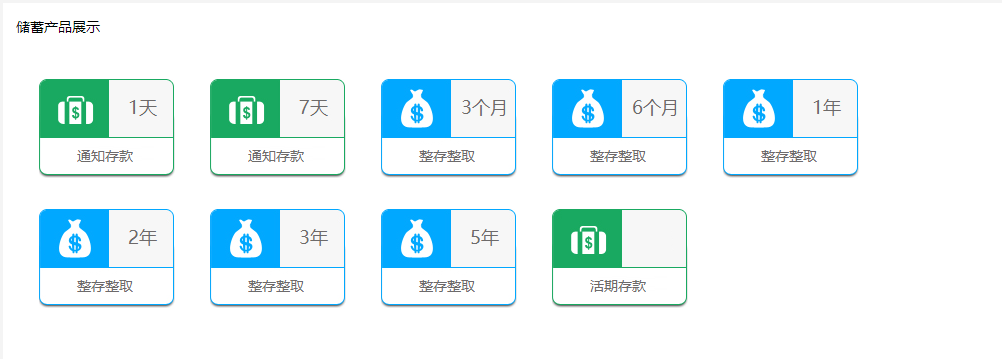 储蓄产品展示
1天
7天
3个月
6个月
1年
通知存款
通知存款
整存整取
整存整取
整存整取
2年
3年
5年
整存整取
整存整取
整存整取
活期存款